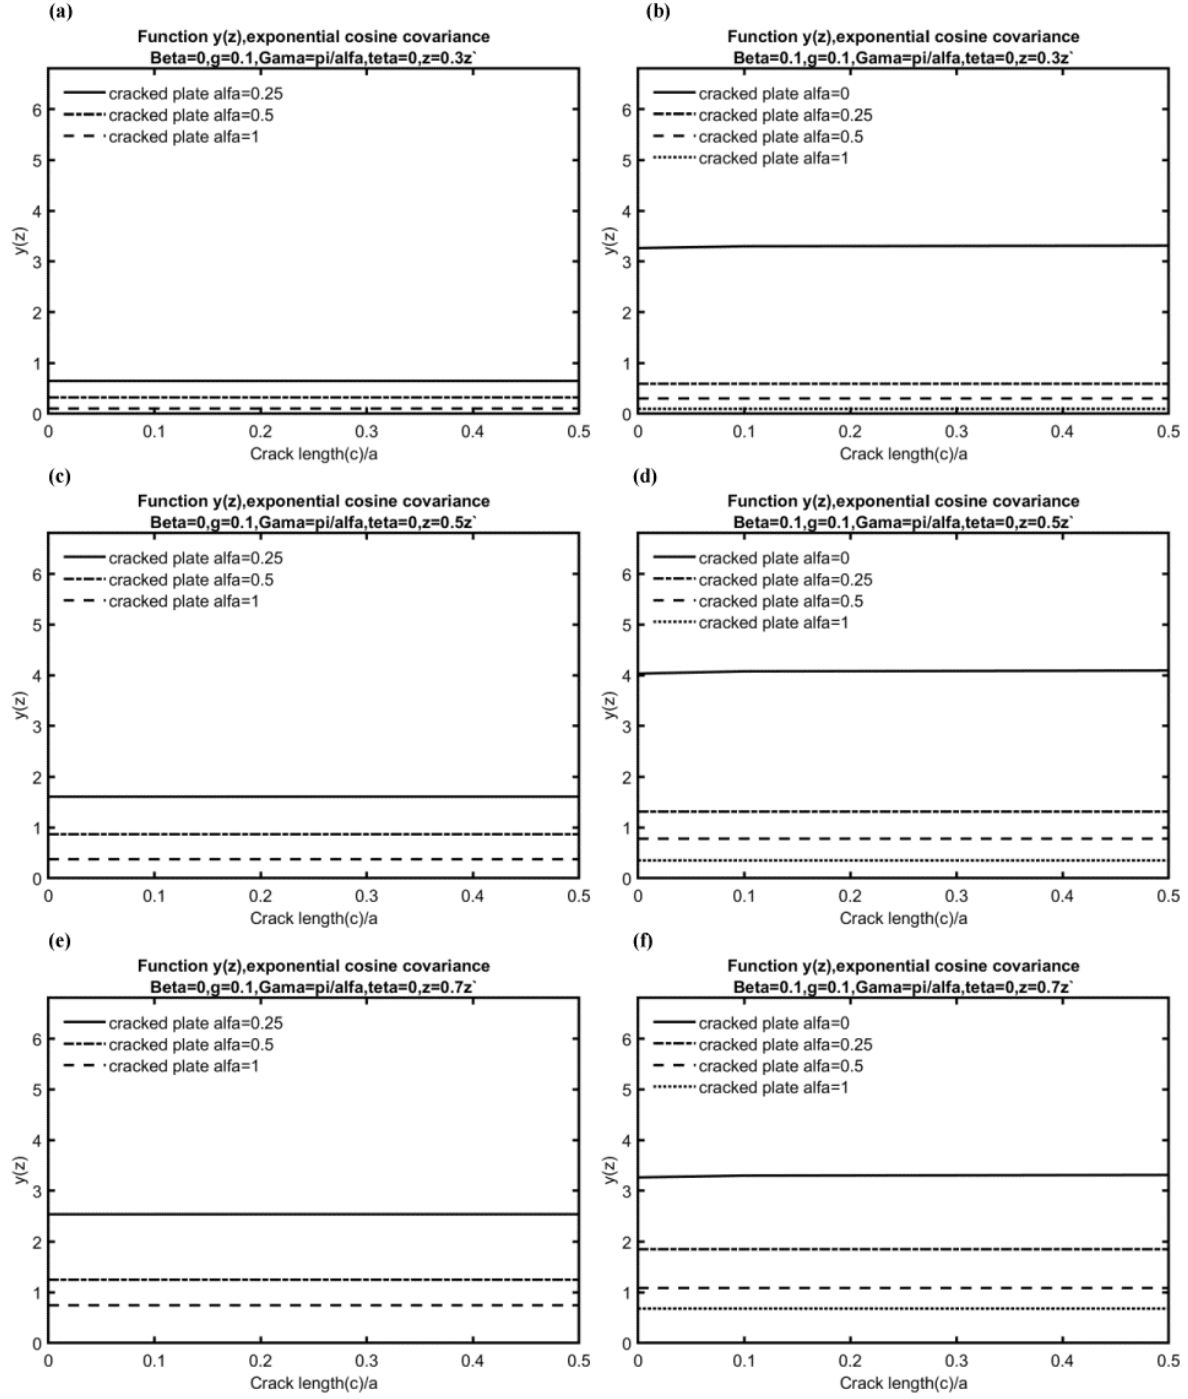 (a)
Function y(z),exponential cosine covariance
Beta=0,g=0.1,Gama=pi/alfa,teta=0,z=0.3z`
cracked plate alfa=0.25
cracked plate alfa=0.5
cracked plate alfa=1
6
5
4
3
2
1
0
y(z)
0 0.1 0.2 0.3 0.4 0.5
Crack length(c)/a
(b)
Function y(z),exponential cosine covariance
Beta=0.1,g=0.1,Gama=pi/alfa,teta=0,z=0.3z`
cracked plate alfa=0
cracked plate alfa=0.25
cracked plate alfa=0.5
cracked plate alfa=1
6
5
4
3
2
1
0
y(z)
0 0.1 0.2 0.3 0.4 0.5
Crack length(c)/a
(c)
Function y(z),exponential cosine covariance
Beta=0,g=0.1,Gama=pi/alfa,teta=0,z=0.5z`
cracked plate alfa=0.25
cracked plate alfa=0.5
cracked plate alfa=1
6
5
4
3
2
1
0
y(z)
0 0.1 0.2 0.3 0.4 0.5
Crack length(c)/a
(d)
Function y(z),exponential cosine covariance
Beta=0.1,g=0.1,Gama=pi/alfa,teta=0,z=0.5z`
cracked plate alfa=0
cracked plate alfa=0.25
cracked plate alfa=0.5
cracked plate alfa=1
6
5
4
3
2
1
0
y(z)
0 0.1 0.2 0.3 0.4 0.5
Crack length(c)/a
(e)
Function y(z),exponential cosine covariance
Beta=0,g=0.1,Gama=pi/alfa,teta=0,z=0.7z`
cracked plate alfa=0.25
cracked plate alfa=0.5
cracked plate alfa=1
6
5
4
3
2
1
0
y(z)
0 0.1 0.2 0.3 0.4 0.5
Crack length(c)/a
(f)
Function y(z),exponential cosine covariance
Beta=0.1,g=0.1,Gama=pi/alfa,teta=0,z=0.7z`
cracked plate alfa=0
cracked plate alfa=0.25
cracked plate alfa=0.5
cracked plate alfa=1
6
5
4
3
2
1
0
y(z)
0 0.1 0.2 0.3 0.4 0.5
Crack length(c)/a